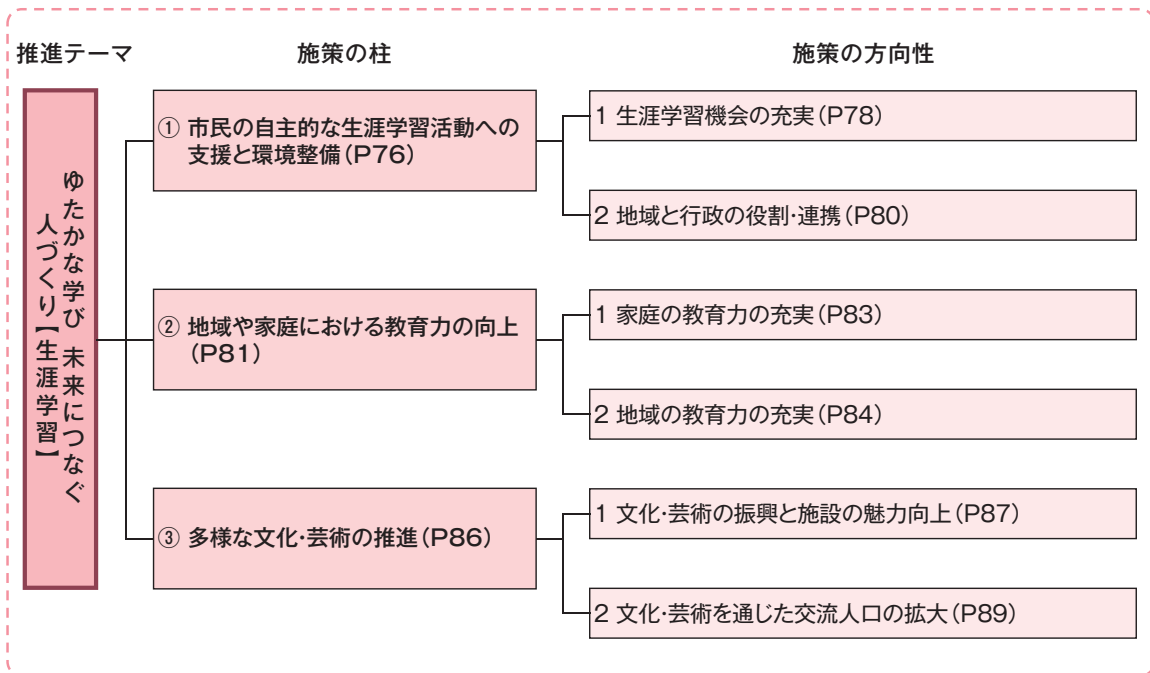 推進テーマ
施策の柱
施策の方向性
ゆたかな学び 未来につなぐ
人づくり【生涯学習】
① 市民の自主的な生涯学習活動への
支援と環境整備(P76)
1 生涯学習機会の充実(P78)
2 地域と行政の役割・連携(P80)
② 地域や家庭における教育力の向上
(P81)
1 家庭の教育力の充実(P83)
2 地域の教育力の充実(P84)
③ 多様な文化・芸術の推進(P86)
1 文化・芸術の振興と施設の魅力向上(P87)
2 文化・芸術を通じた交流人口の拡大(P89)